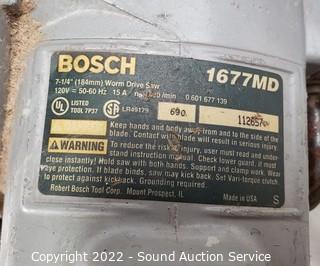 BOSCH 1677MD
7-1/4" (184mm) Worm Drive Saw
120V = 50-60 Hz 15 A /min 0 601 677 139
UL LISTED TOOL 7P37 LR49179 690
Keep hands and body away from and to the side of the
blade. Contact with blade will result in
WARNING injury. To reduce risk of injury, user must read and under-
stand instruction manual. Check lower guard. It must
close instantly! Hold saw with both hands. Support and clamp work. Wear
eye protection. If blade binds, saw may kick back. Set Vari-torque clutch
to protect against kickback. Grounding required.
Robert Bosch Tool Corp. Mount Prospect, IL Made in USA
S
Copyright © 2022 - Sound Auction Service